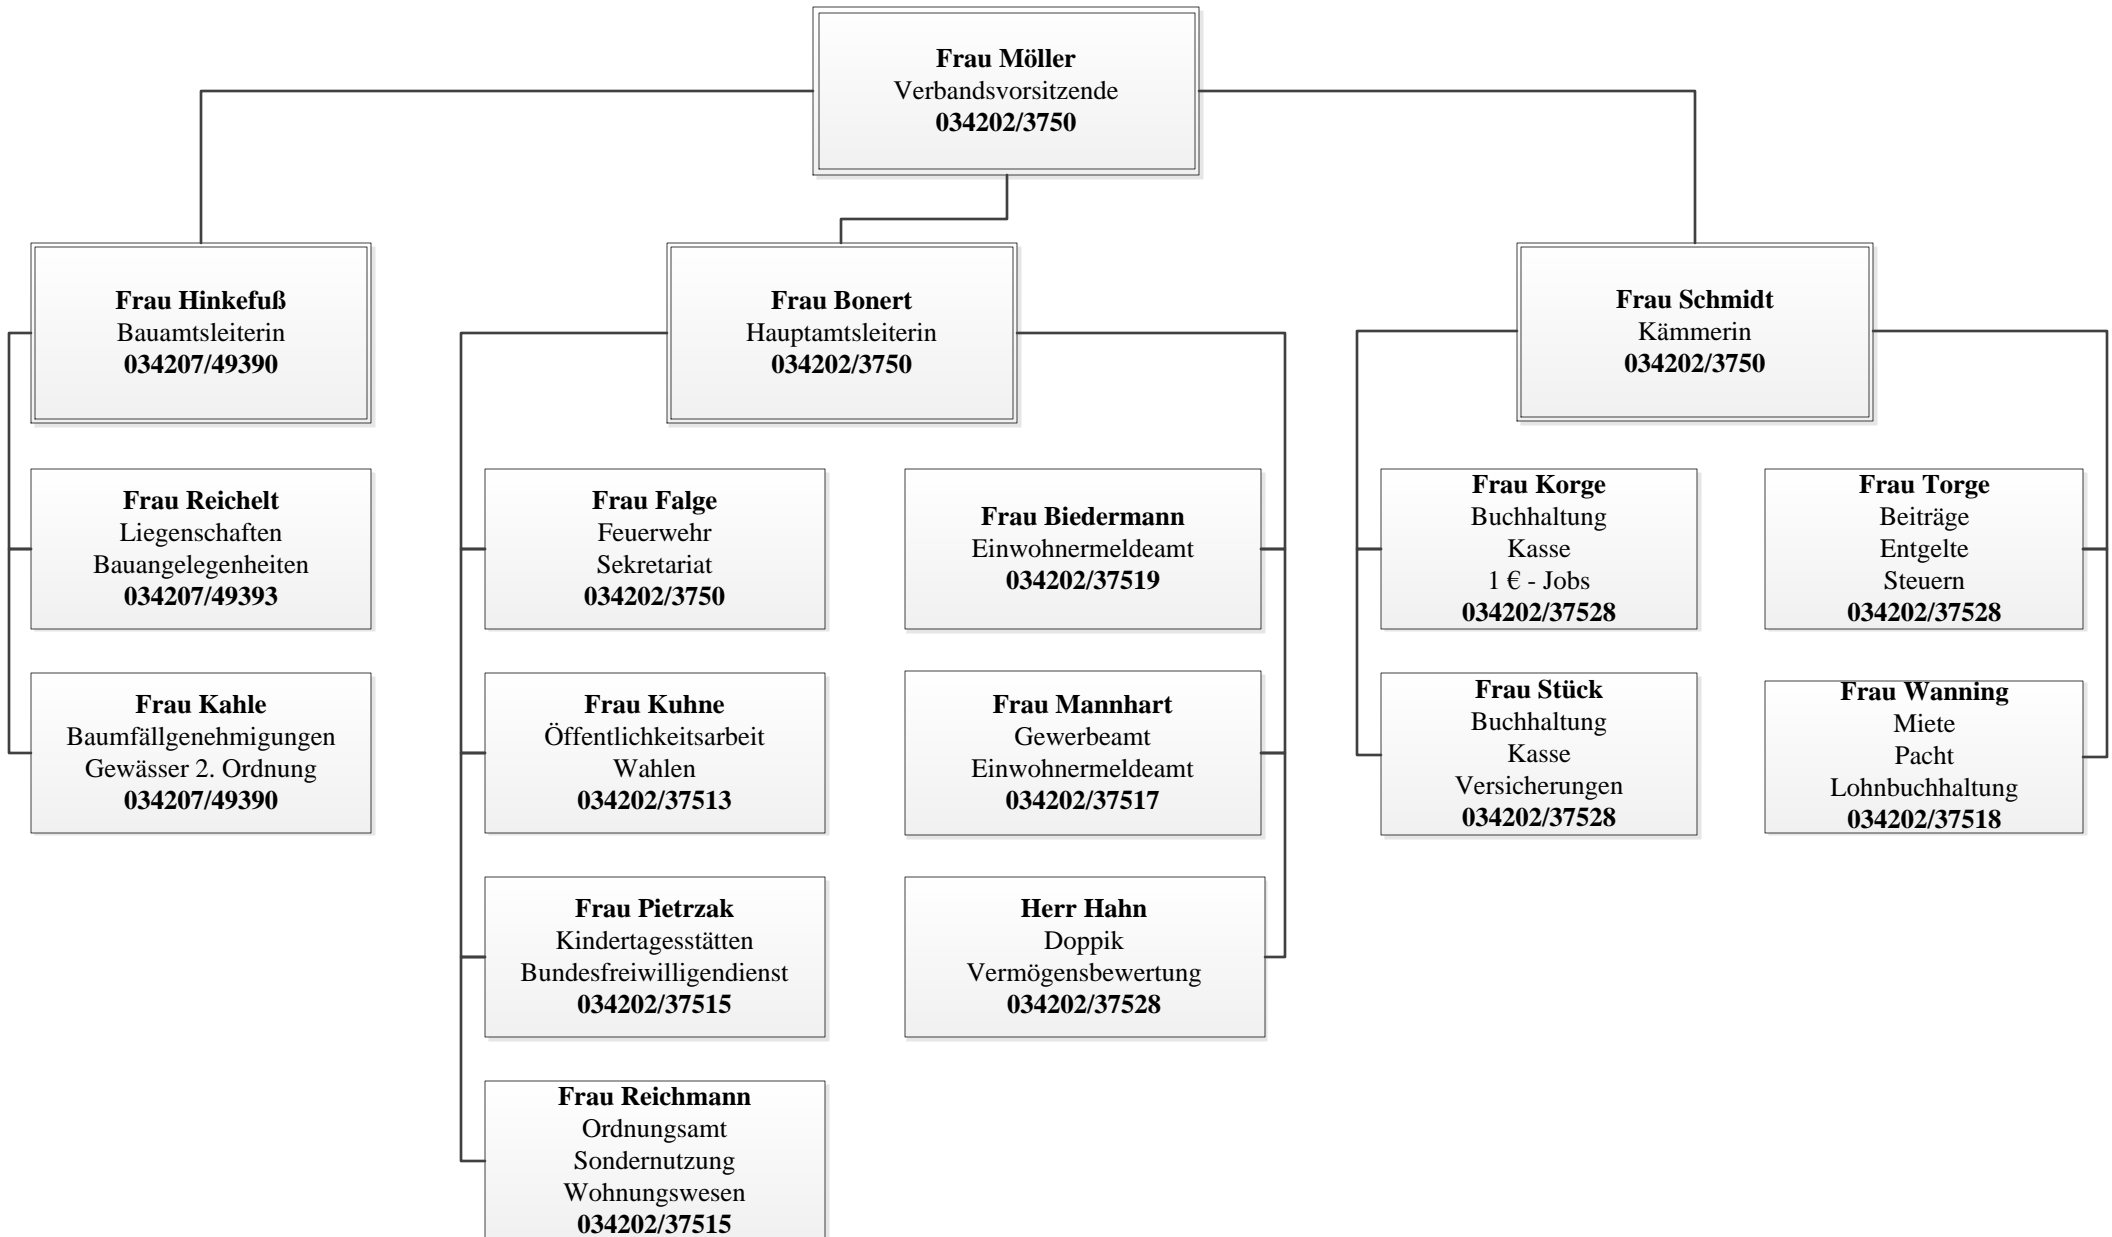 Frau Möller
Verbandsvorsitzende
034202/3750
Frau Hinkefuß
Bauamtsleiterin
034207/49390
Frau Bonert
Hauptamtsleiterin
034202/3750
Frau Schmidt
Kämmerin
034202/3750
Frau Reichelt
Liegenschaften
Bauangelegenheiten
034207/49393
Frau Falge
Feuerwehr
Sekretariat
034202/3750
Frau Biedermann
Einwohnermeldeamt
034202/37519
Frau Korge
Buchhaltung
Kasse
1 € - Jobs
034202/37528
Frau Torge
Beiträge
Entgelte
Steuern
034202/37528
Frau Kahle
Baumfällgenehmigungen
Gewässer 2. Ordnung
034207/49390
Frau Kuhne
Öffentlichkeitsarbeit
Wahlen
034202/37513
Frau Mannhart
Gewerbeamt
Einwohnermeldeamt
034202/37517
Frau Stück
Buchhaltung
Kasse
Versicherungen
034202/37528
Frau Wanning
Miete
Pacht
Lohnbuchhaltung
034202/37518
Frau Pietrzak
Kindertagesstätten
Bundesfreiwilligendienst
034202/37515
Herr Hahn
Doppik
Vermögensbewertung
034202/37528
Frau Reichmann
Ordnungsamt
Sondernutzung
Wohnungswesen
034202/37515